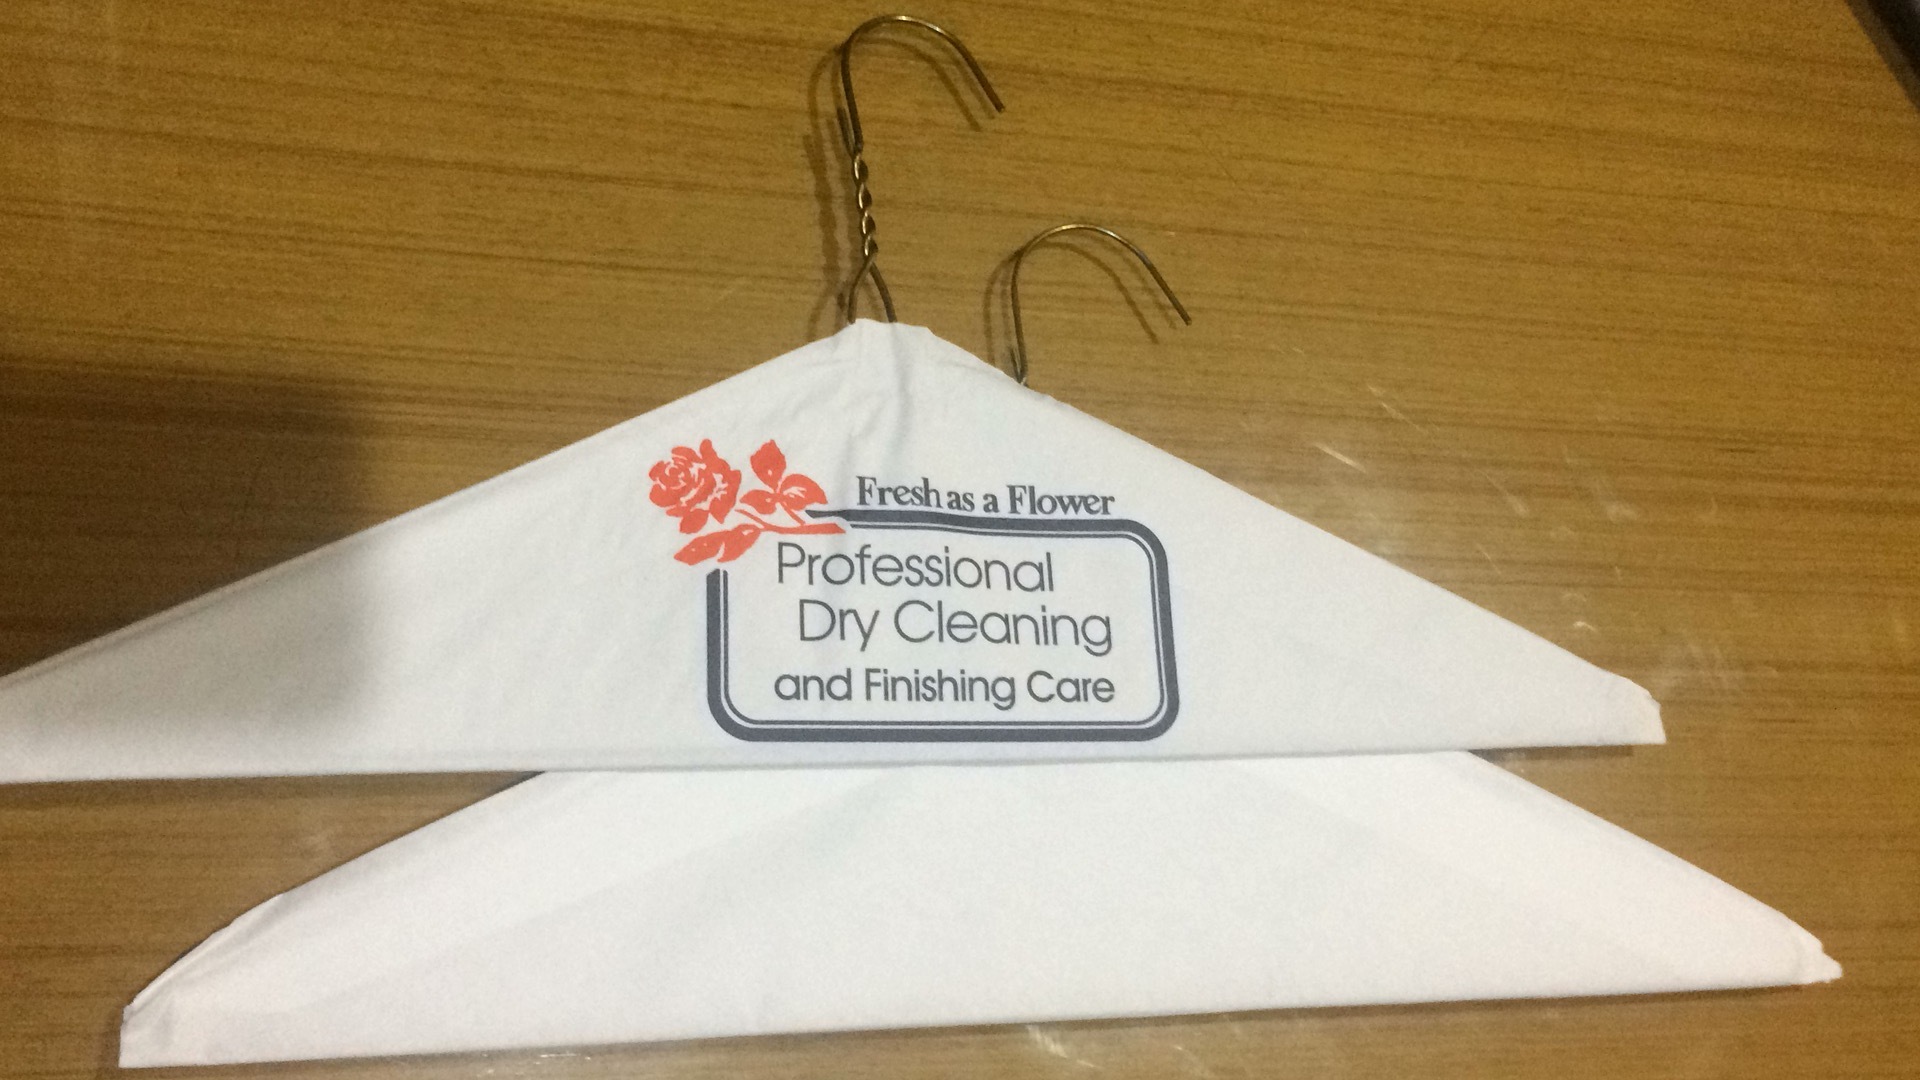 Fresh as a Flower
Professional
Dry Cleaning
and Finishing Care